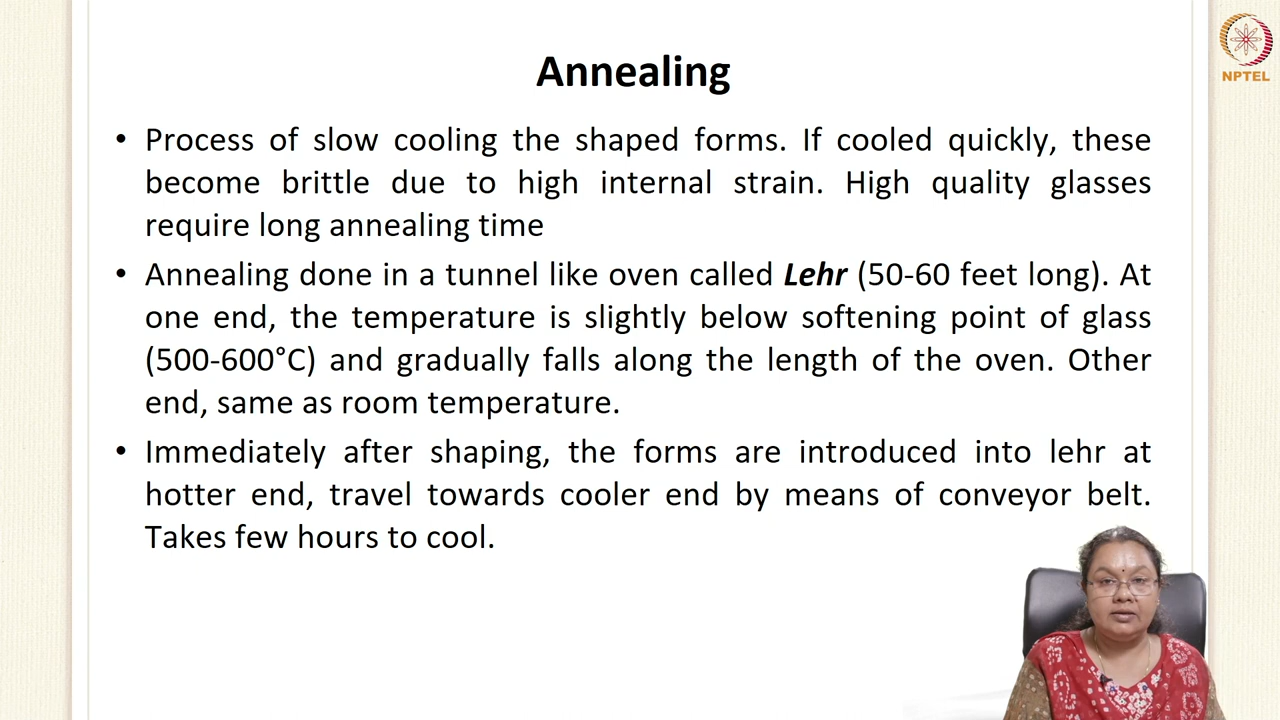 NPTEL
Annealing
• Process of slow cooling the shaped forms. If cooled quickly, these
become brittle due to high internal strain. High quality glasses
require long annealing time
• Annealing done in a tunnel like oven called Lehr (50-60 feet long). At
one end, the temperature is slightly below softening point of glass
(500-600°C) and gradually falls along the length of the oven. Other
end, same as room temperature.
• Immediately after shaping, the forms are introduced into lehr at
hotter end, travel towards cooler end by means of conveyor belt.
Takes few hours to cool.